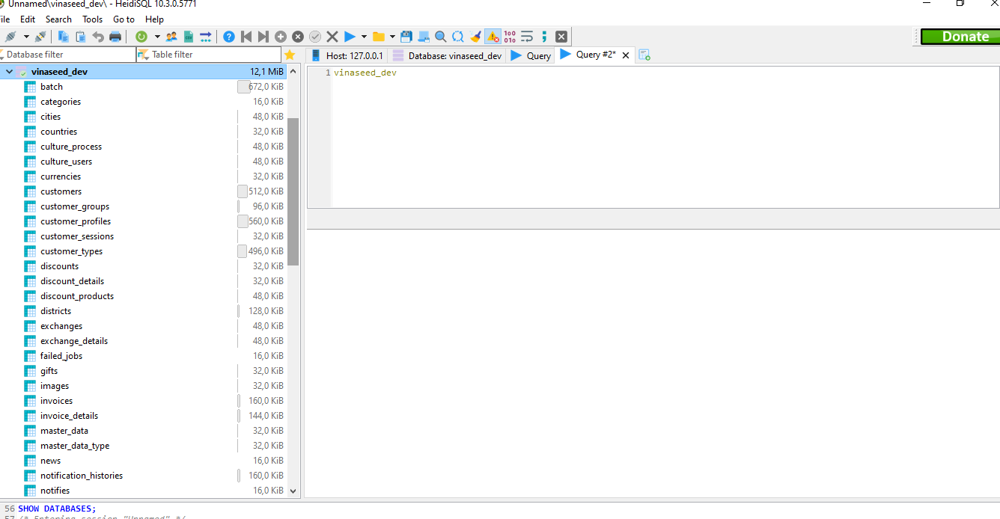 Unnamed\vinaseed_dev\ - HeidiSQL 10.3.0.5771
File Edit Search Tools Go to Help
Donate
Database filter Table filter
Host: 127.0.0.1 Database: vinaseed_dev Query Query #2*
vinaseed_dev 12,1 MiB
1 vinaseed_dev
batch 672,0 KiB
categories 16,0 KiB
cities 48,0 KiB
countries 32,0 KiB
culture_process 48,0 KiB
culture_users 48,0 KiB
currencies 32,0 KiB
customers 512,0 KiB
customer_groups 96,0 KiB
customer_profiles 560,0 KiB
customer_sessions 32,0 KiB
customer_types 496,0 KiB
discounts 32,0 KiB
discount_details 32,0 KiB
discount_products 48,0 KiB
districts 128,0 KiB
exchanges 48,0 KiB
exchange_details 48,0 KiB
failed_jobs 16,0 KiB
gifts 32,0 KiB
images 32,0 KiB
invoices 160,0 KiB
invoice_details 144,0 KiB
master_data 32,0 KiB
master_data_type 32,0 KiB
news 16,0 KiB
notification_histories 160,0 KiB
notifies 16,0 KiB
56 SHOW DATABASES;
57 /* Entering session "Unnamed" */